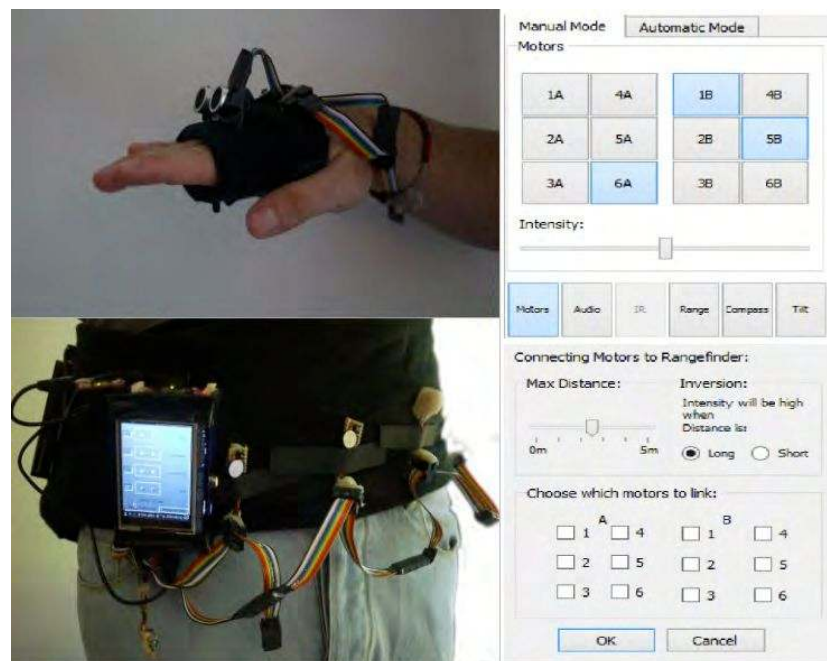 Manual Mode Automatic Mode
Motors
1A 4A 1B 4B
2A 5A 2B 5B
3A 6A 3B 6B
Intensity:
Motors Audio IR Range Compass Tilt
Connecting Motors to Rangefinder:
Max Distance: Inversion:
Intensity will be high
when
Distance is:
0m 5m Long Short
Choose which motors to link:
A B
1 4 1 4
2 5 2 5
3 6 3 6
OK Cancel